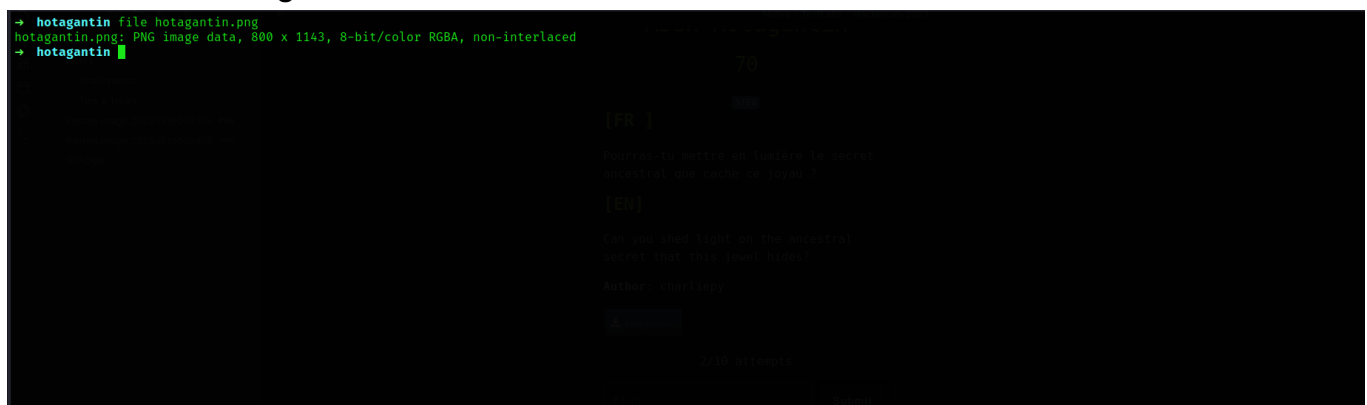 → hotagantin file hotagantin.png
hotagantin.png: PNG image data, 800 x 1143, 8-bit/color RGBA, non-interlaced
→ hotagantin
70
[FR ]
Pourras tu mettre en lumière le secret
ancestral que cache ce joyau ?
[EN]
Can you shed light on the ancestral
secret that this jewel hides?
Author
2/10 attempts